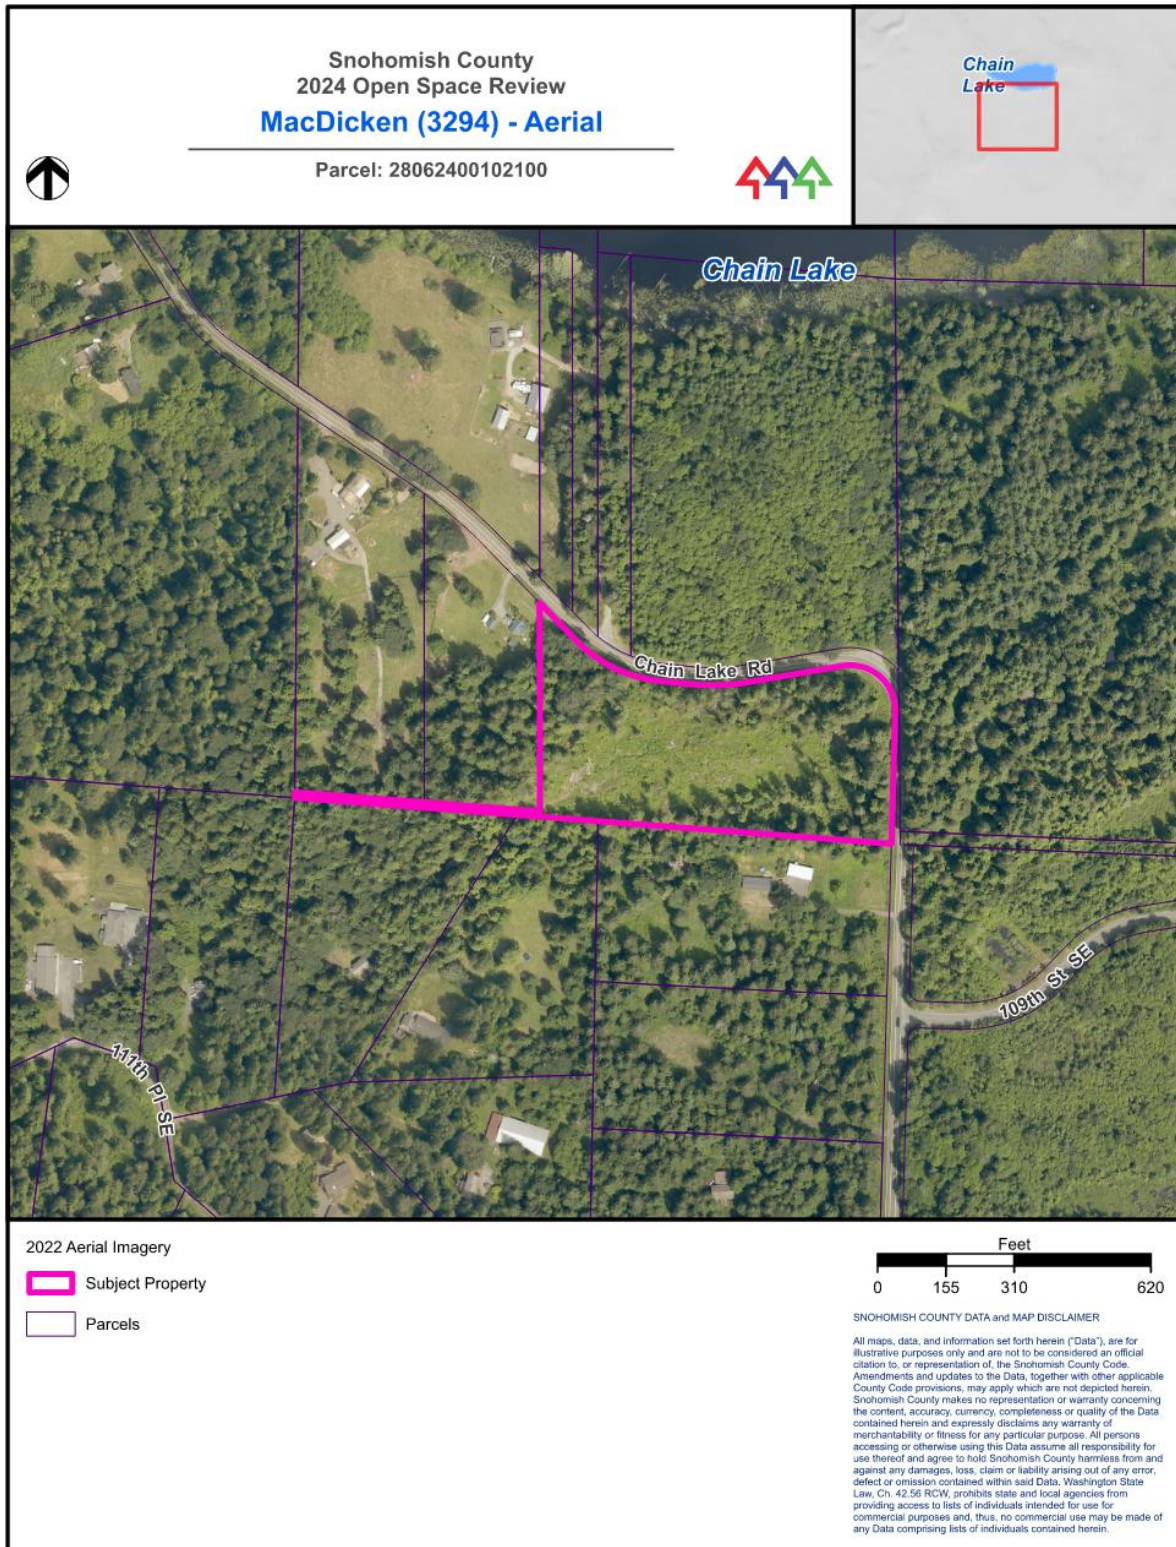 Snohomish County
2024 Open Space Review
MacDicken (3294) - Aerial
Parcel: 28062400102100
Chain
Lake
Chain Lake
Chain Lake Rd
109th St SE
111th Pl SE
2022 Aerial Imagery
Subject Property
Parcels
Feet
0 155 310 620
SNOHOMISH COUNTY DATA and MAP DISCLAIMER
All maps, data, and information set forth herein ("Data"), are for
illustrative purposes only and are not to be considered an official
citation to, or representation of, the Snohomish County Code.
Amendments and updates to the Data, together with other applicable
County Code provisions, may apply which are not depicted herein.
Snohomish County makes no representation or warranty concerning
the content, accuracy, currency, completeness or quality of the Data
contained herein and expressly disclaims any warranty of
merchantability or fitness for any particular purpose. All persons
accessing or otherwise using this Data assume all responsibility for
use thereof and agree to hold Snohomish County harmless from and
against any damages, loss, claim or liability arising out of any error,
defect or omission contained within said Data. Washington State
Law, Ch. 42.56 RCW, prohibits state and local agencies from
providing access to lists of individuals intended for use for
commercial purposes and, thus, no commercial use may be made of
any Data comprising lists of individuals contained herein.